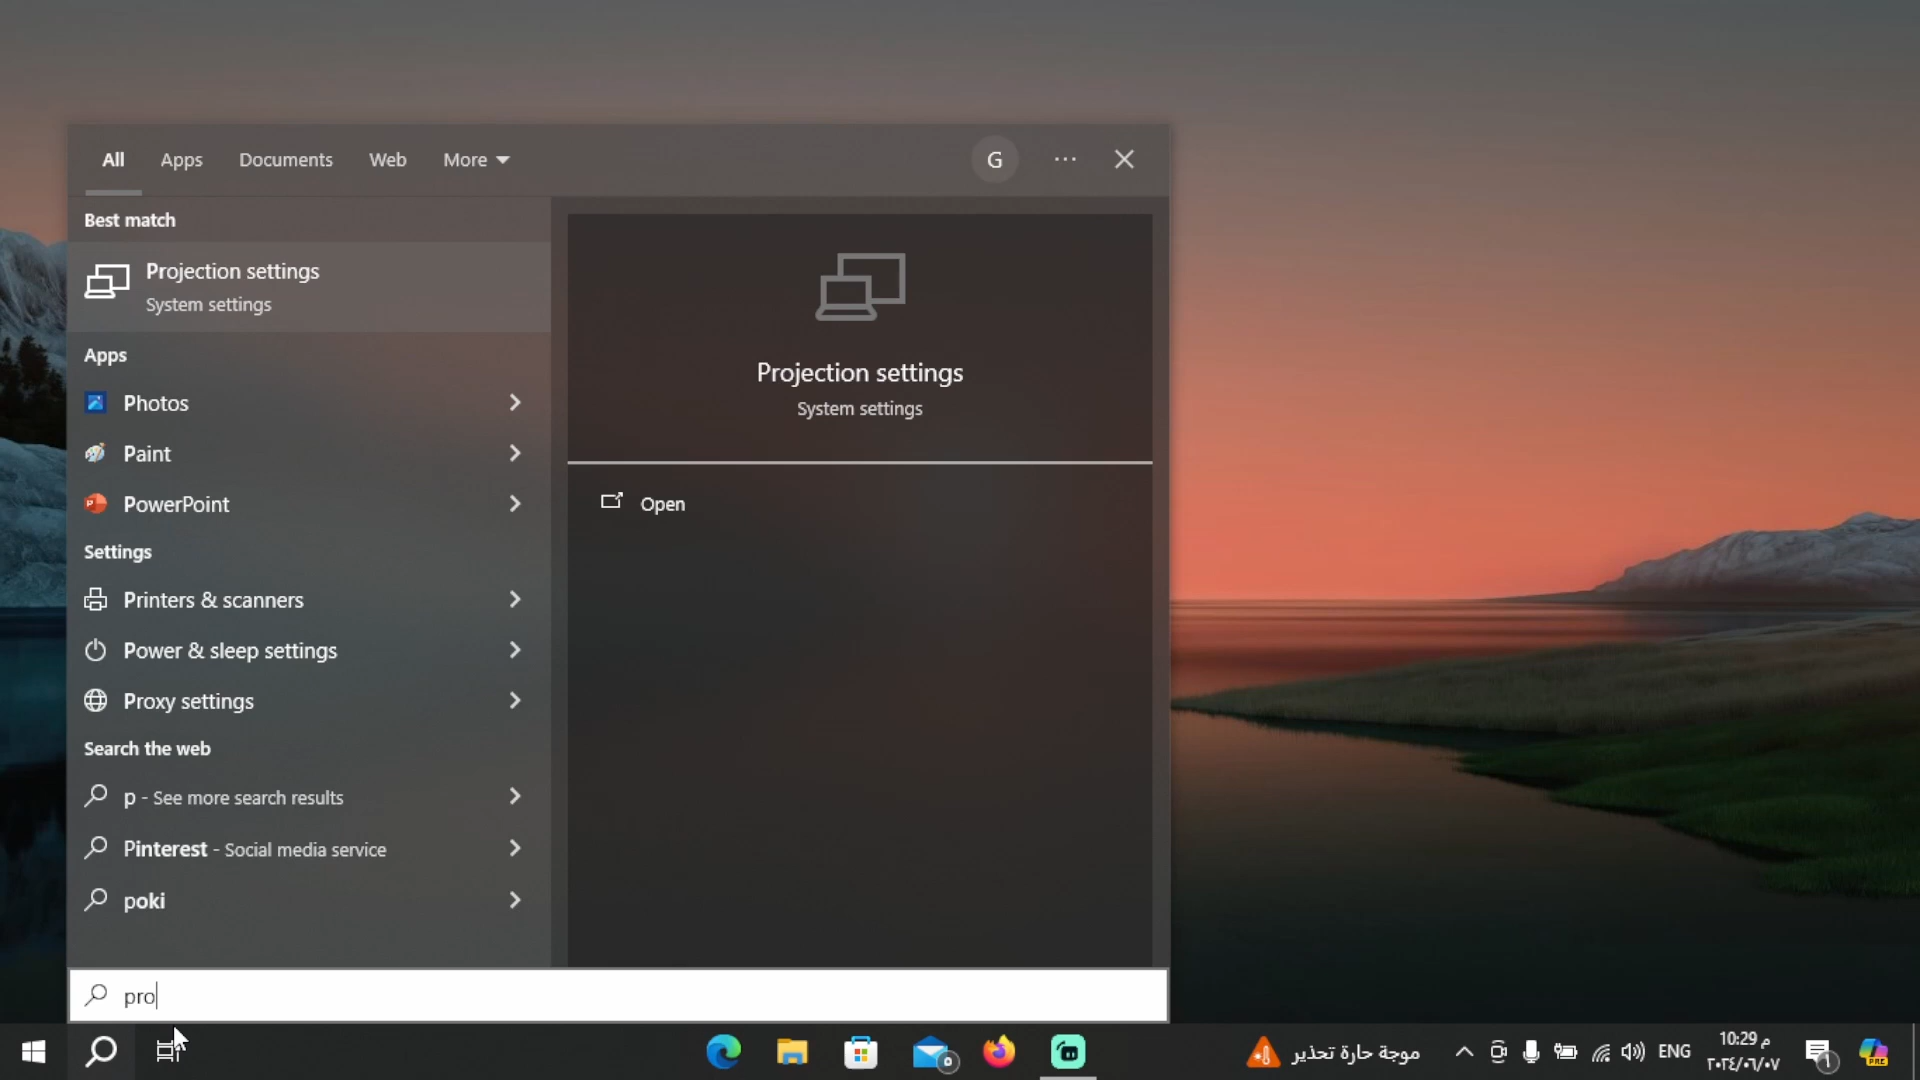 All Apps Documents Web More G
Best match
Projection settings
System settings
Apps
Photos
Paint
PowerPoint
Settings
Printers & scanners
Power & sleep settings
Proxy settings
Search the web
p - See more search results
Pinterest - Social media service
poki
Projection settings
System settings
Open
pro
موجة حارة تحذير
ENG
10:29 م
٢٠٢٤/٠٦/٠٧
1
PRE